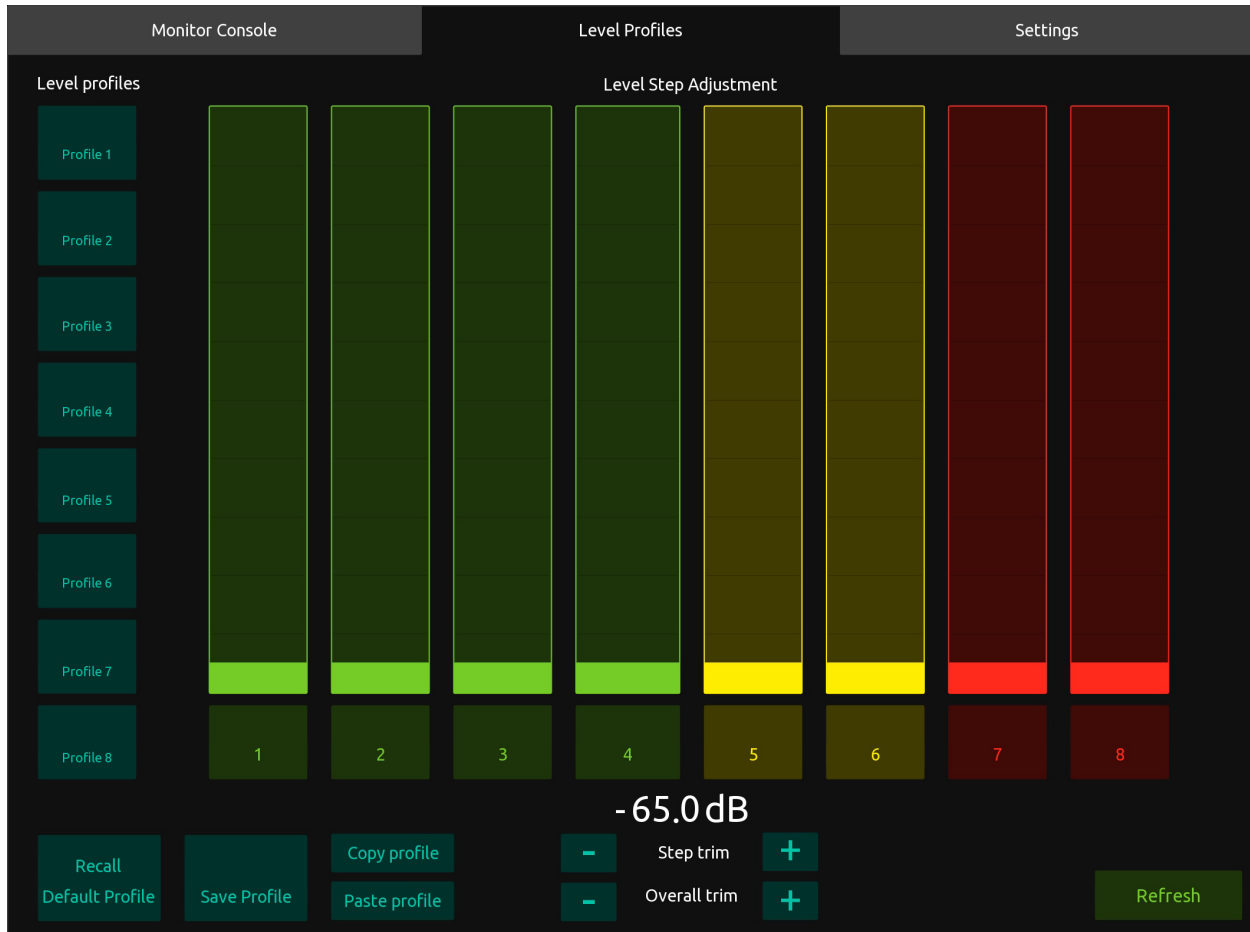 Monitor Console
Level Profiles
Settings
Level profiles
Level Step Adjustment
Profile 1
Profile 2
Profile 3
Profile 4
Profile 5
Profile 6
Profile 7
Profile 8
1
2
3
4
5
6
7
8
-65.0 dB
Recall
Default Profile
Save Profile
Copy profile
Paste profile
- Step trim +
- Overall trim +
Refresh